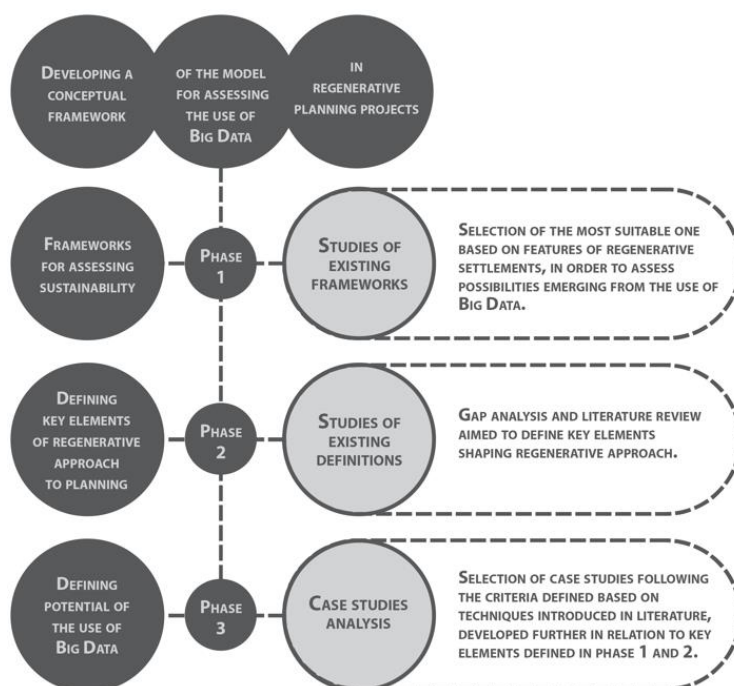 Developing a
conceptual
framework
of the model
for assessing
the use of
Big Data
in
regenerative
planning projects
Frameworks
for assessing
sustainability
Phase
1
Studies of
existing
frameworks
Selection of the most suitable one
based on features of regenerative
settlements, in order to assess
possibilities emerging from the use of
Big Data.
Defining
key elements
of regenerative
approach
to planning
Phase
2
Studies of
existing
definitions
Gap analysis and literature review
aimed to define key elements
shaping regenerative approach.
Defining
potential of
the use of
Big Data
Phase
3
Case studies
analysis
Selection of case studies following
the criteria defined based on
techniques introduced in literature,
developed further in relation to key
elements defined in phase 1 and 2.